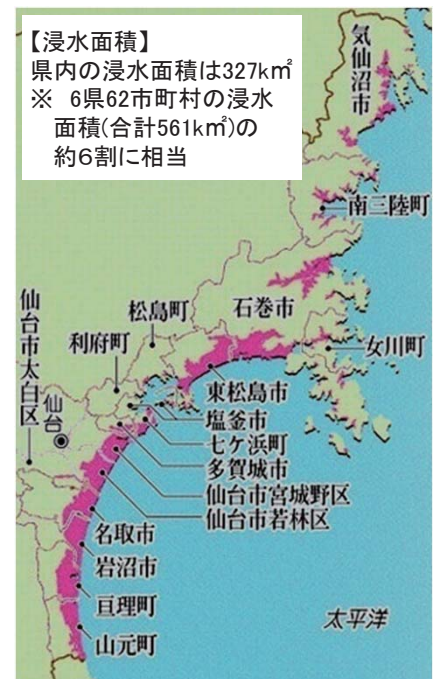 【浸水面積】
県内の浸水面積は327k㎡
※ 6県62市町村の浸水
面積(合計561k㎡)の
約6割に相当
気仙沼市
南三陸町
石巻市
松島町
女川町
利府町
仙台市太白区
仙台
東松島市
塩釜市
七ケ浜町
多賀城市
仙台市宮城野区
仙台市若林区
名取市
岩沼市
亘理町
山元町
太平洋